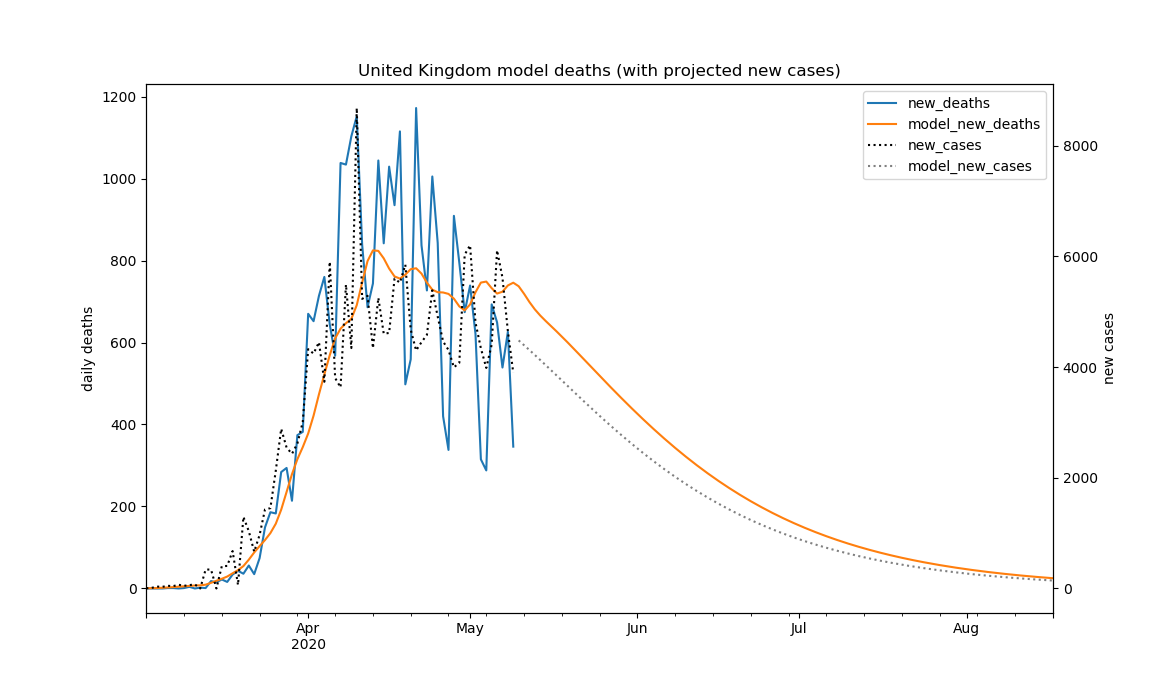 United Kingdom model deaths (with projected new cases)
new_deaths
model_new_deaths
new_cases
model_new_cases
daily deaths
1200
1000
800
600
400
200
0
8000
6000
4000
2000
0
new cases
Apr
2020
May
Jun
Jul
Aug